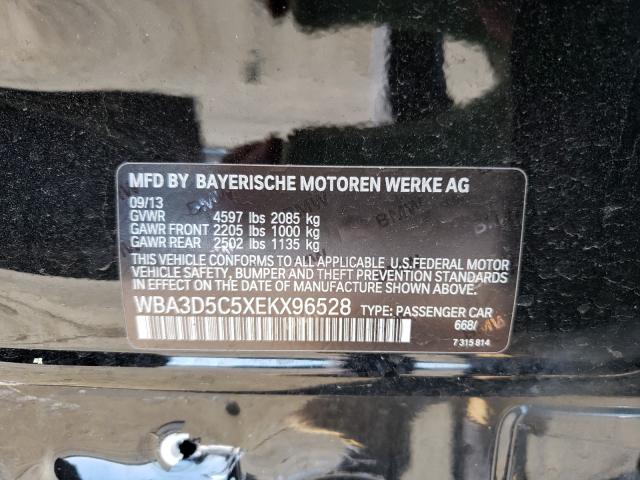 MFD BY BAYERISCHE MOTOREN WERKE AG
09/13
GVWR 4597 lbs 2085 kg
GAWR FRONT 2205 lbs 1000 kg
GAWR REAR 2502 lbs 1135 kg
THIS VEHICLE CONFORMS TO ALL APPLICABLE U.S.FEDERAL MOTOR
VEHICLE SAFETY, BUMPER AND THEFT PREVENTION STANDARDS
IN EFFECT ON THE DATE OF MANUFACTURE SHOWN ABOVE.
WBA3D5C5XEKX96528 TYPE: PASSENGER CAR
668/
7 315 814